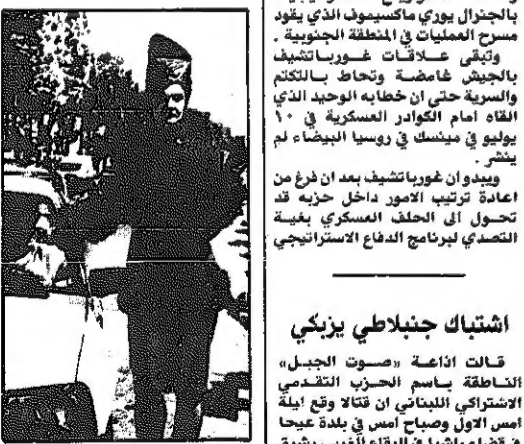 بالجنرال يوري ماكسيموف الذي يقود
مسرح العمليات في المنطقة الجنوبية .
وتبقى علاقات غورباتشيف
بالجيش غامضة وتحاط بالتكتم
والسرية حتى ان خطابه الوحيد الذي
القاه امام الكوادر العسكرية في ١٠
يوليو في مينسك في روسيا البيضاء لم
ينشر .
ويبدو ان غورباتشيف بعد ان فرغ من
اعادة ترتيب الامور داخل حزبه قد
تحول الى الحلف العسكري بغية
التصدي لبرنامج الدفاع الاستراتيجي
اشتباك جنبلاطي يزبكي
قالت اذاعة «صوت الجبل»
الناطقة باسم الحزب التقدمي
الاشتراكي اللبناني ان قتالا وقع ليلة
امس الاول وصباح امس في بلدة عيحا